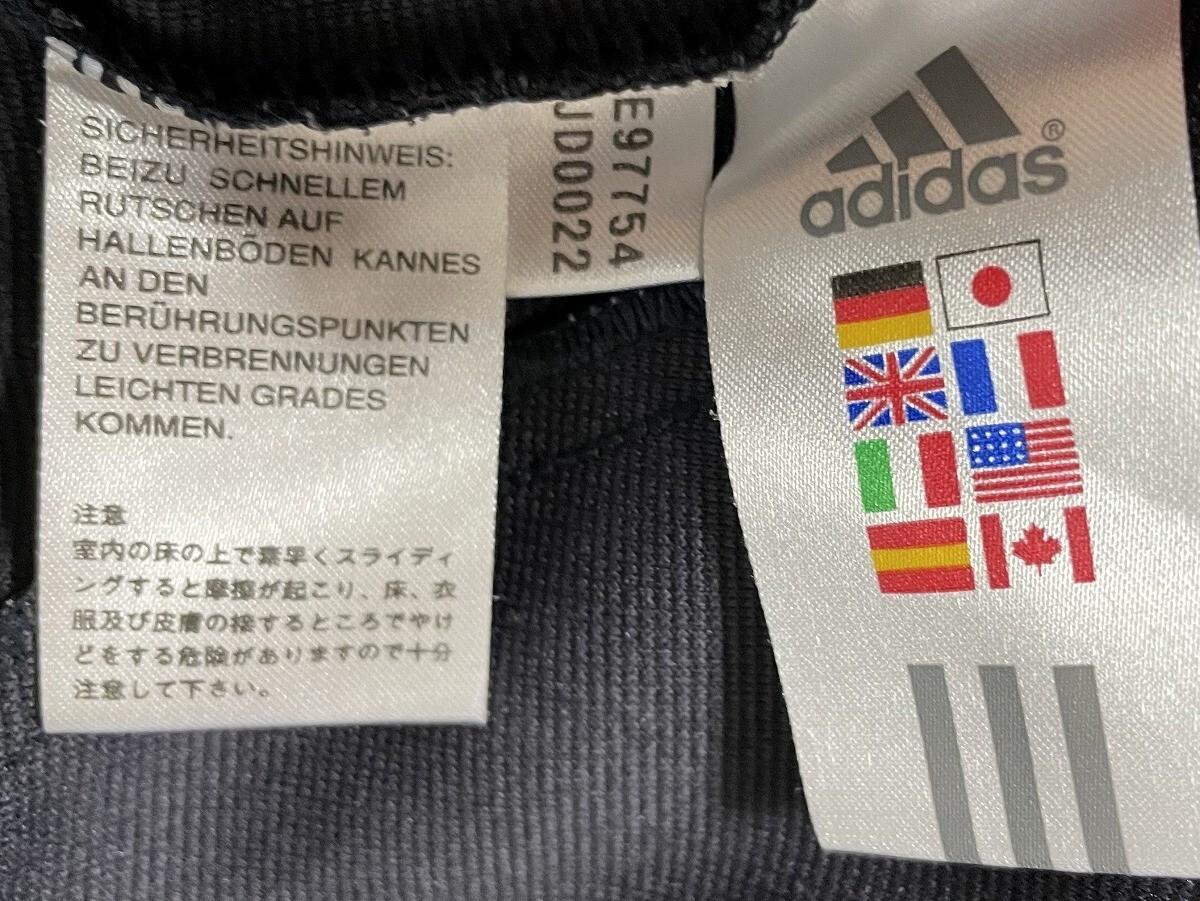 SICHERHEITSHINWEIS:
BEIZU SCHNELLEM
RUTSCHEN AUF
HALLENBÖDEN KANNES
AN DEN
BERÜHRUNGSPUNKTEN
ZU VERBRENNUNGEN
LEICHTEN GRADES
KOMMEN.
注意
室内の床の上で素早くスライディ
ングすると摩擦が起こり、床、衣
服及び皮膚の接するところでやけ
どをする危険がありますので十分
注意して下さい。
E97754
JD0022
adidas®